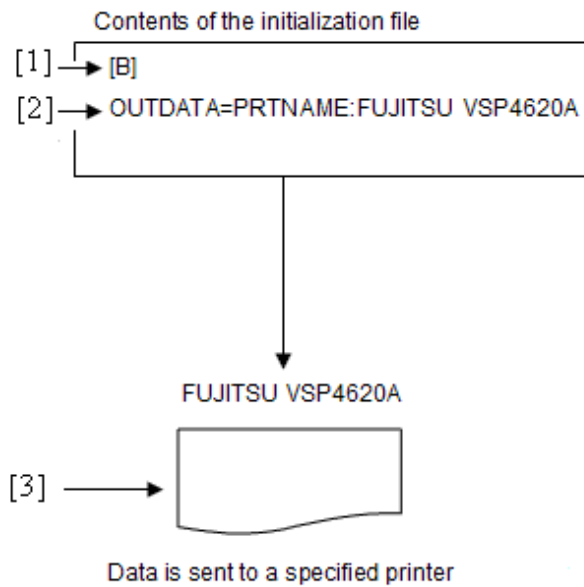 Contents of the initialization file
[1] [B]
[2] OUTDATA=PRTNAME:FUJITSU VSP4620A
FUJITSU VSP4620A
[3]
Data is sent to a specified printer